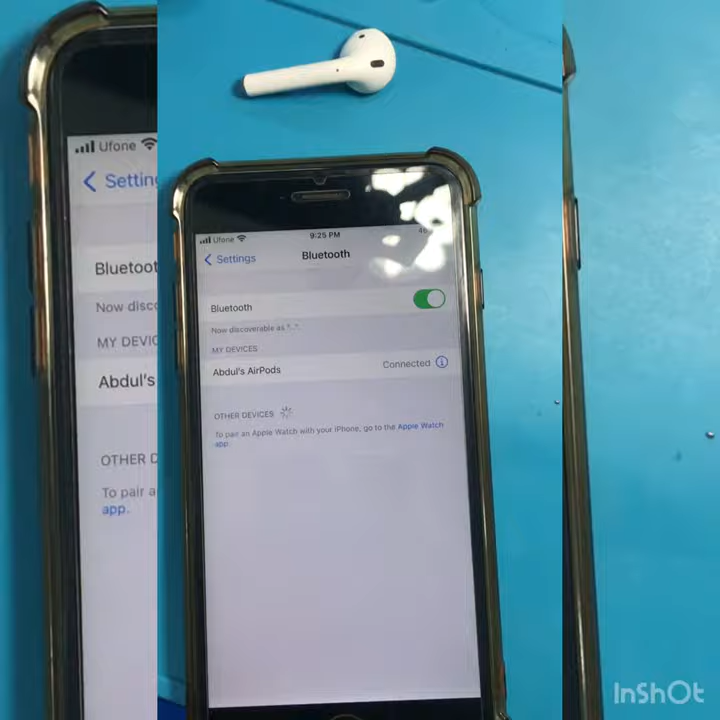 Ufone
Settin
Bluetoot
Now disco
MY DEVIC
Abdul's
OTHER D
To pair a
app.
Ufone
9:25 PM
Settings
Bluetooth
Bluetooth
Now discoverable as "..".
MY DEVICES
Abdul's AirPods
Connected
OTHER DEVICES
To pair an Apple Watch with your iPhone, go to the Apple Watch
app.
InShOt